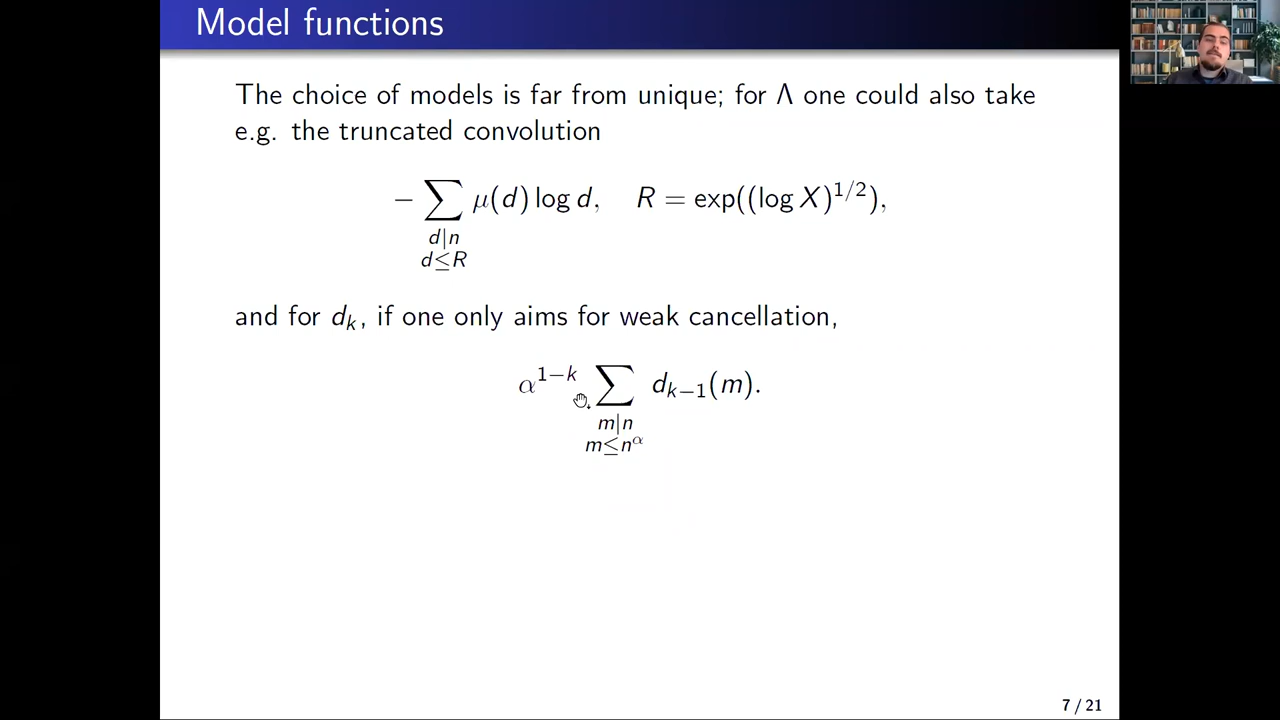 Model functions
The choice of models is far from unique; for Λ one could also take
e.g. the truncated convolution
− ∑_{d|n, d≤R} μ(d) log d, R = exp((log X)^{1/2}),
and for d_k, if one only aims for weak cancellation,
α^{1−k} ∑_{m|n, m≤n^α} d_{k−1}(m).
7 / 21